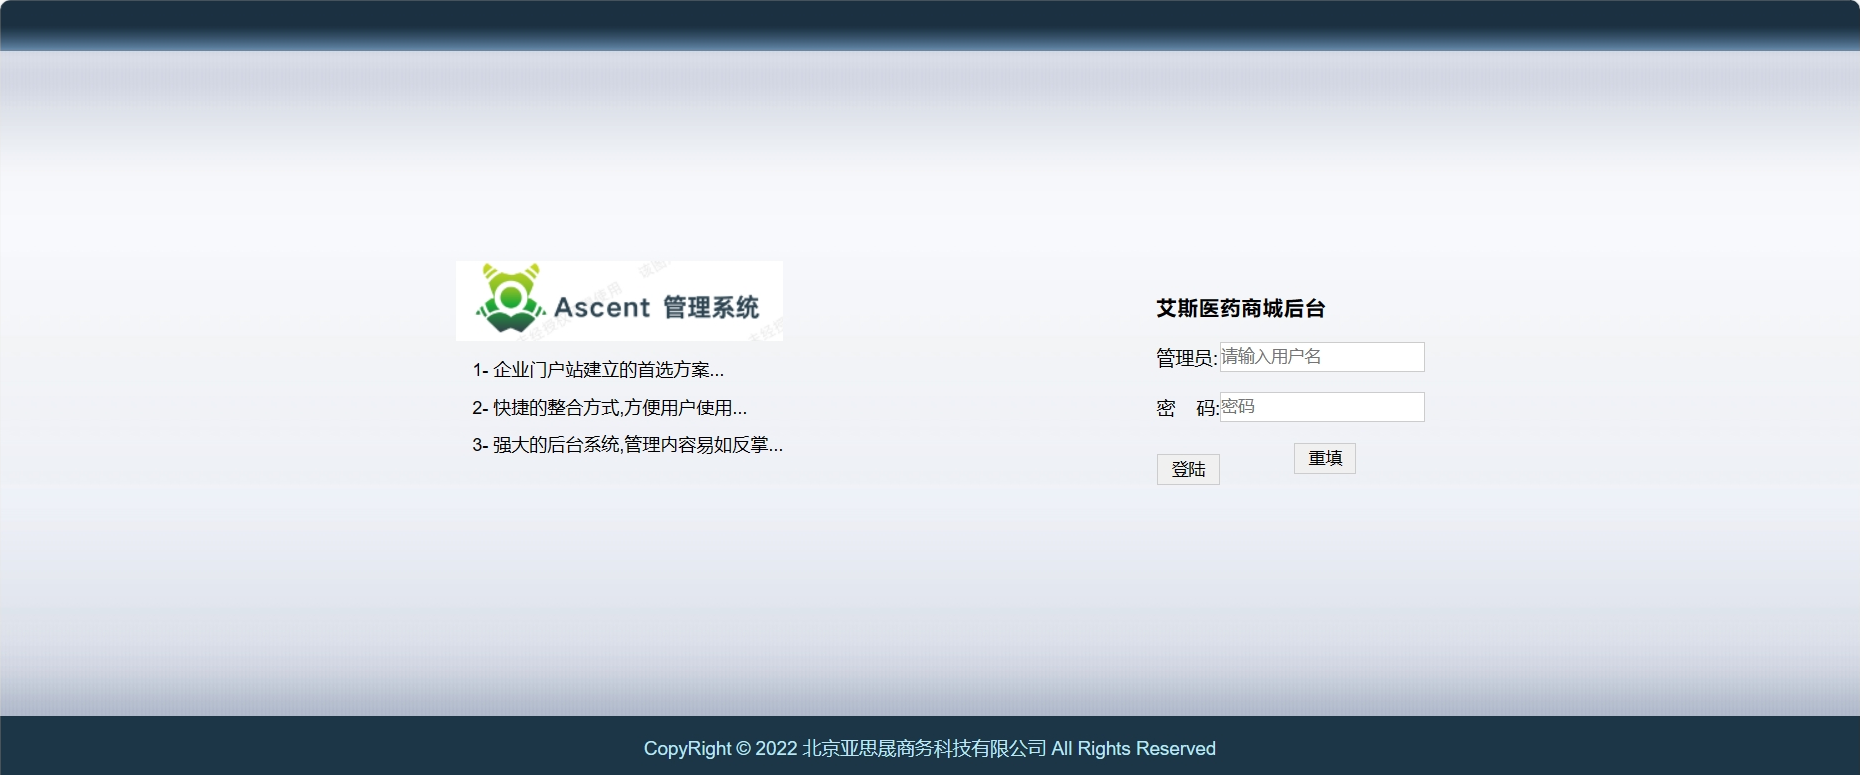 Ascent 管理系统
1- 企业门户站建立的首选方案...
2- 快捷的整合方式,方便用户使用...
3- 强大的后台系统,管理内容易如反掌...
艾斯医药商城后台
管理员:请输入用户名
密 码:密码
登陆 重填
CopyRight © 2022 北京亚思晟商务科技有限公司 All Rights Reserved